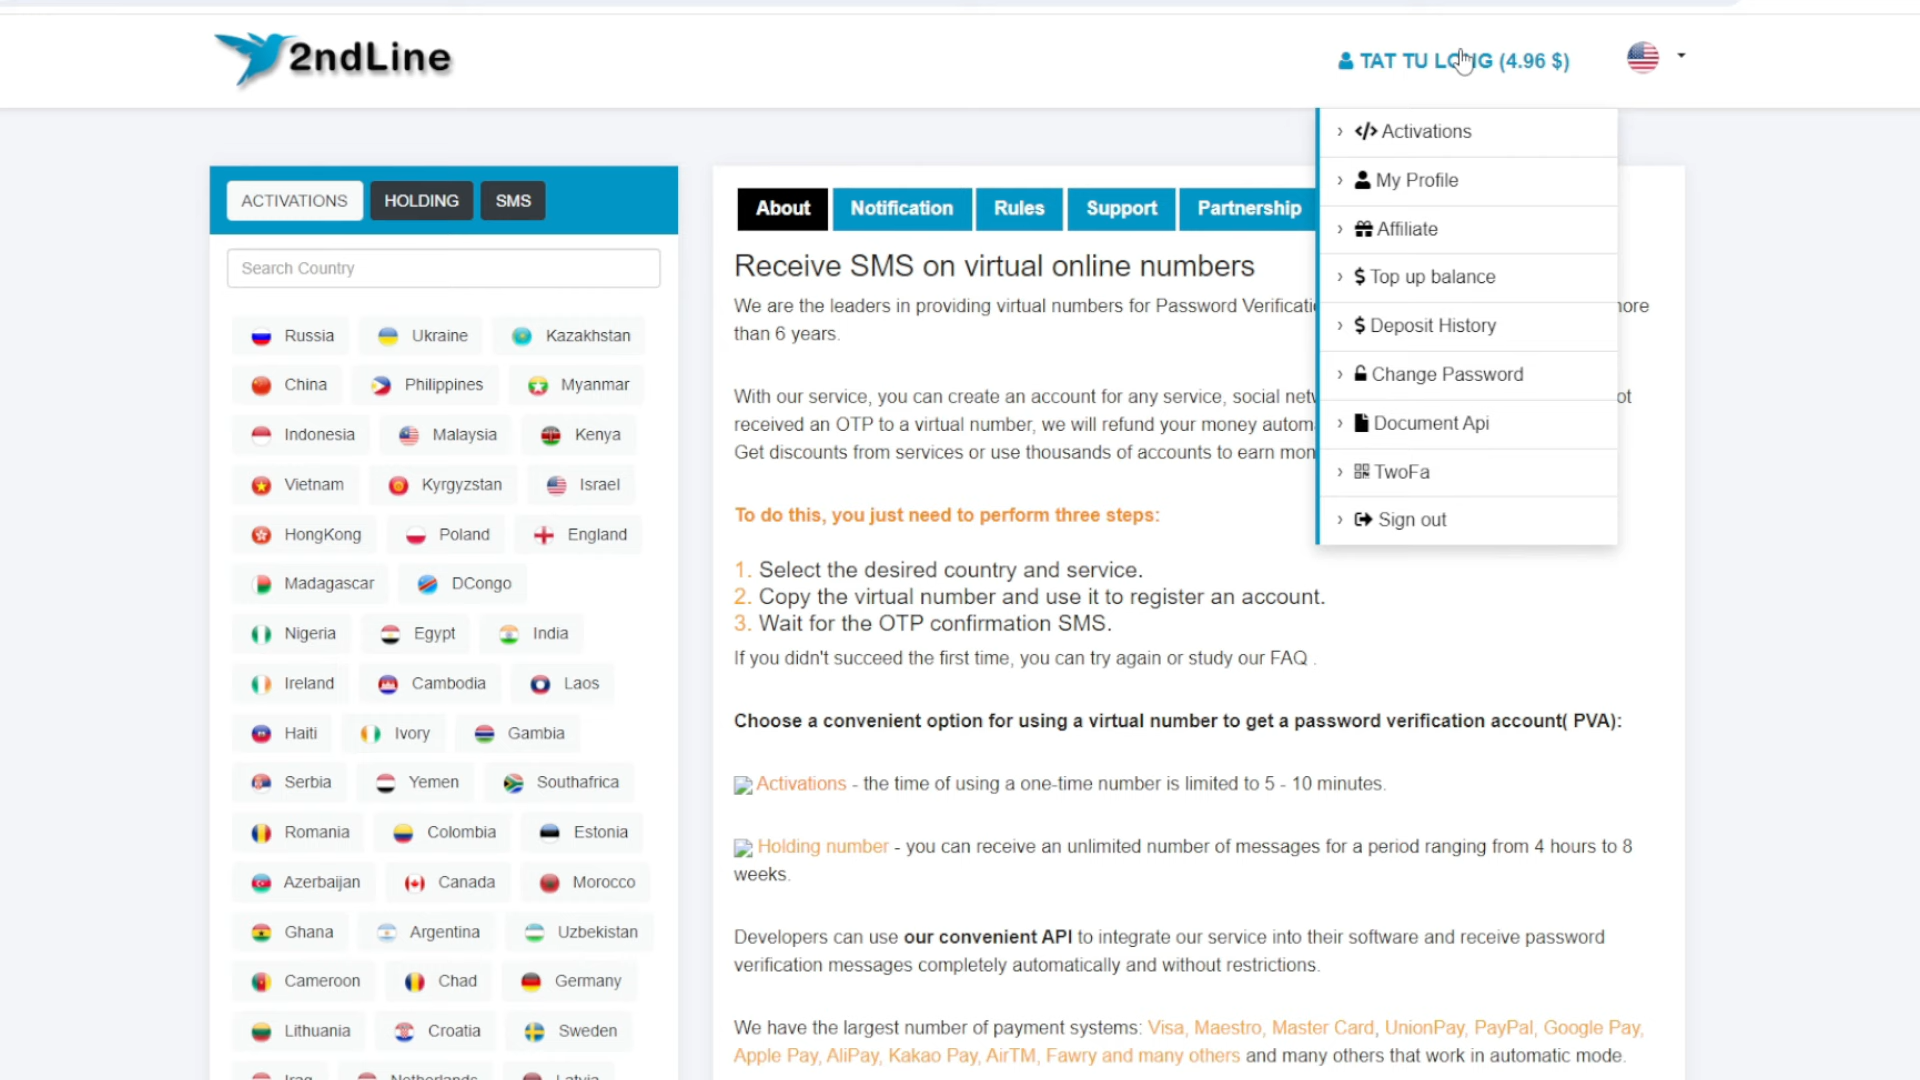 2ndLine
TAT TU LONG (4.96 $)
› Activations
› My Profile
› Affiliate
› $ Top up balance
› $ Deposit History
› Change Password
› Document Api
› TwoFa
› Sign out
ACTIVATIONS HOLDING SMS
Search Country
Russia Ukraine Kazakhstan
China Philippines Myanmar
Indonesia Malaysia Kenya
Vietnam Kyrgyzstan Israel
HongKong Poland England
Madagascar DCongo
Nigeria Egypt India
Ireland Cambodia Laos
Haiti Ivory Gambia
Serbia Yemen Southafrica
Romania Colombia Estonia
Azerbaijan Canada Morocco
Ghana Argentina Uzbekistan
Cameroon Chad Germany
Lithuania Croatia Sweden
Iraq Netherlands Latvia
About Notification Rules Support Partnership
Receive SMS on virtual online numbers
We are the leaders in providing virtual numbers for Password
than 6 years.
With our service, you can create an account for any service, social
received an OTP to a virtual number, we will refund your money
Get discounts from services or use thousands of accounts to earn
To do this, you just need to perform three steps:
1. Select the desired country and service.
2. Copy the virtual number and use it to register an account.
3. Wait for the OTP confirmation SMS.
If you didn't succeed the first time, you can try again or study our FAQ .
Choose a convenient option for using a virtual number to get a password verification account( PVA):
Activations - the time of using a one-time number is limited to 5 - 10 minutes.
Holding number - you can receive an unlimited number of messages for a period ranging from 4 hours to 8
weeks.
Developers can use our convenient API to integrate our service into their software and receive password
verification messages completely automatically and without restrictions.
We have the largest number of payment systems: Visa, Maestro, Master Card, UnionPay, PayPal, Google Pay,
Apple Pay, AliPay, Kakao Pay, AirTM, Fawry and many others and many others that work in automatic mode.